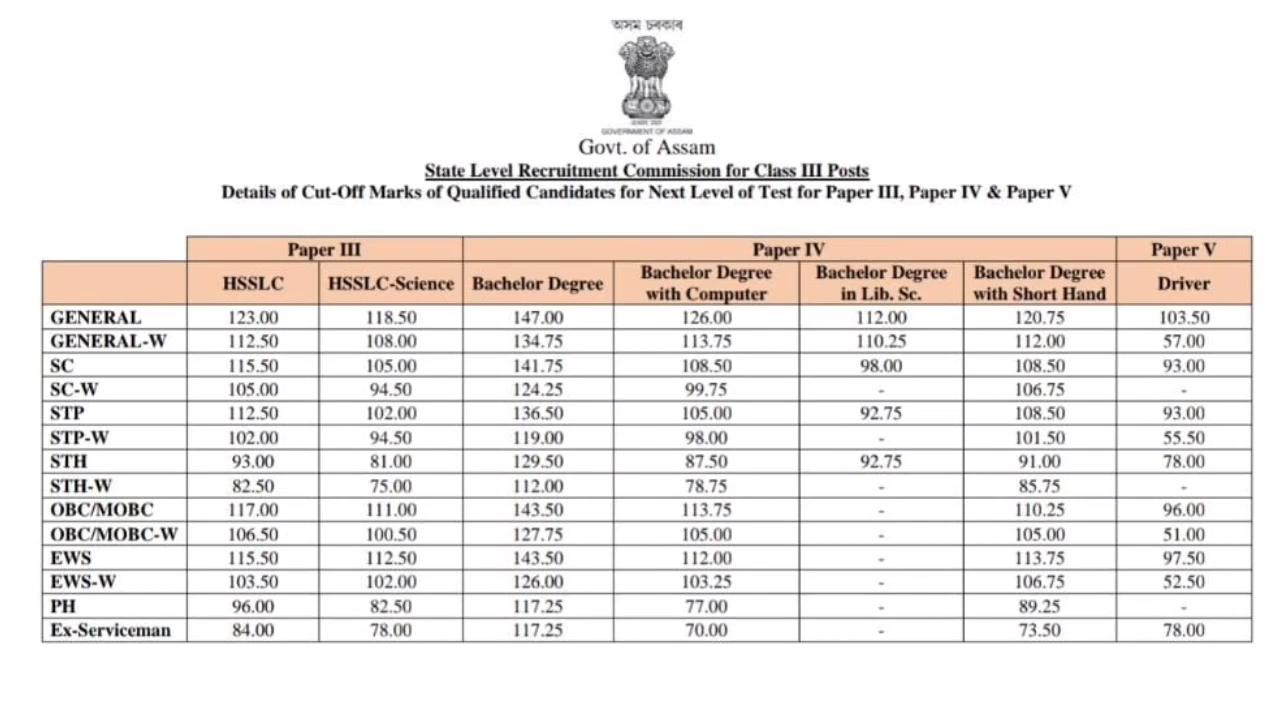 অসম চৰকাৰ
GOVERNMENT OF ASSAM
Govt. of Assam
State Level Recruitment Commission for Class III Posts
Details of Cut-Off Marks of Qualified Candidates for Next Level of Test for Paper III, Paper IV & Paper V
Paper III Paper IV Paper V
HSSLC HSSLC-Science Bachelor Degree Bachelor Degree with Computer Bachelor Degree in Lib. Sc. Bachelor Degree with Short Hand Driver
GENERAL 123.00 118.50 147.00 126.00 112.00 120.75 103.50
GENERAL-W 112.50 108.00 134.75 113.75 110.25 112.00 57.00
SC 115.50 105.00 141.75 108.50 98.00 108.50 93.00
SC-W 105.00 94.50 124.25 99.75 - 106.75 -
STP 112.50 102.00 136.50 105.00 92.75 108.50 93.00
STP-W 102.00 94.50 119.00 98.00 - 101.50 55.50
STH 93.00 81.00 129.50 87.50 92.75 91.00 78.00
STH-W 82.50 75.00 112.00 78.75 - 85.75 -
OBC/MOBC 117.00 111.00 143.50 113.75 - 110.25 96.00
OBC/MOBC-W 106.50 100.50 127.75 105.00 - 105.00 51.00
EWS 115.50 112.50 143.50 112.00 - 113.75 97.50
EWS-W 103.50 102.00 126.00 103.25 - 106.75 52.50
PH 96.00 82.50 117.25 77.00 - 89.25 -
Ex-Serviceman 84.00 78.00 117.25 70.00 - 73.50 78.00